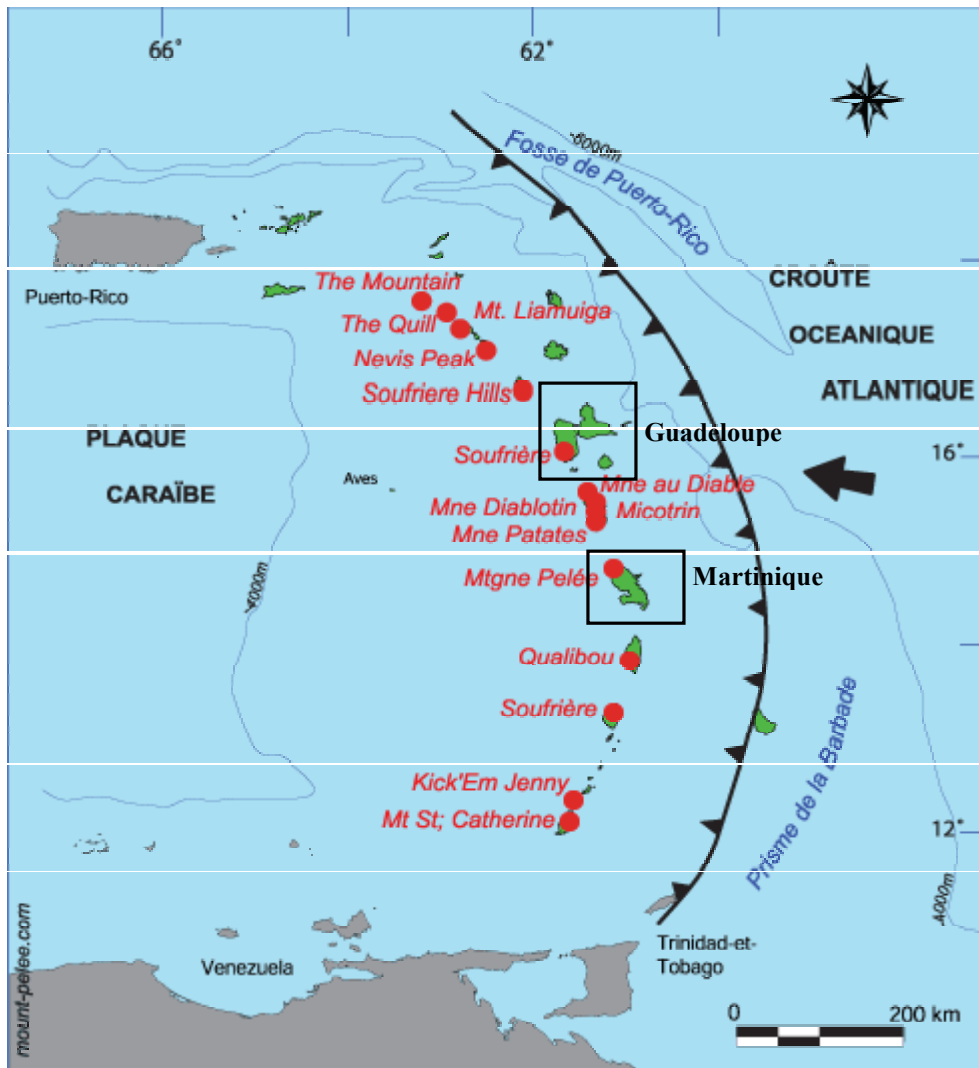 66°
62°
-8000m
Fosse de Puerto-Rico
CROÛTE
OCEANIQUE
ATLANTIQUE
Puerto-Rico
The Mountain
Mt. Liamuiga
The Quill
Nevis Peak
Soufriere Hills
PLAQUE
CARAÏBE
Guadeloupe
Soufrière
16°
Aves
Mne au Diable
Mne Diablotin
Micotrin
Mne Patates
Mtgne Pelée
Martinique
-4000m
Qualibou
Soufrière
Kick'Em Jenny
Mt St; Catherine
12°
Prisme de la Barbade
-4000m
Venezuela
Trinidad-et-
Tobago
0
200 km
mount-pelee.com